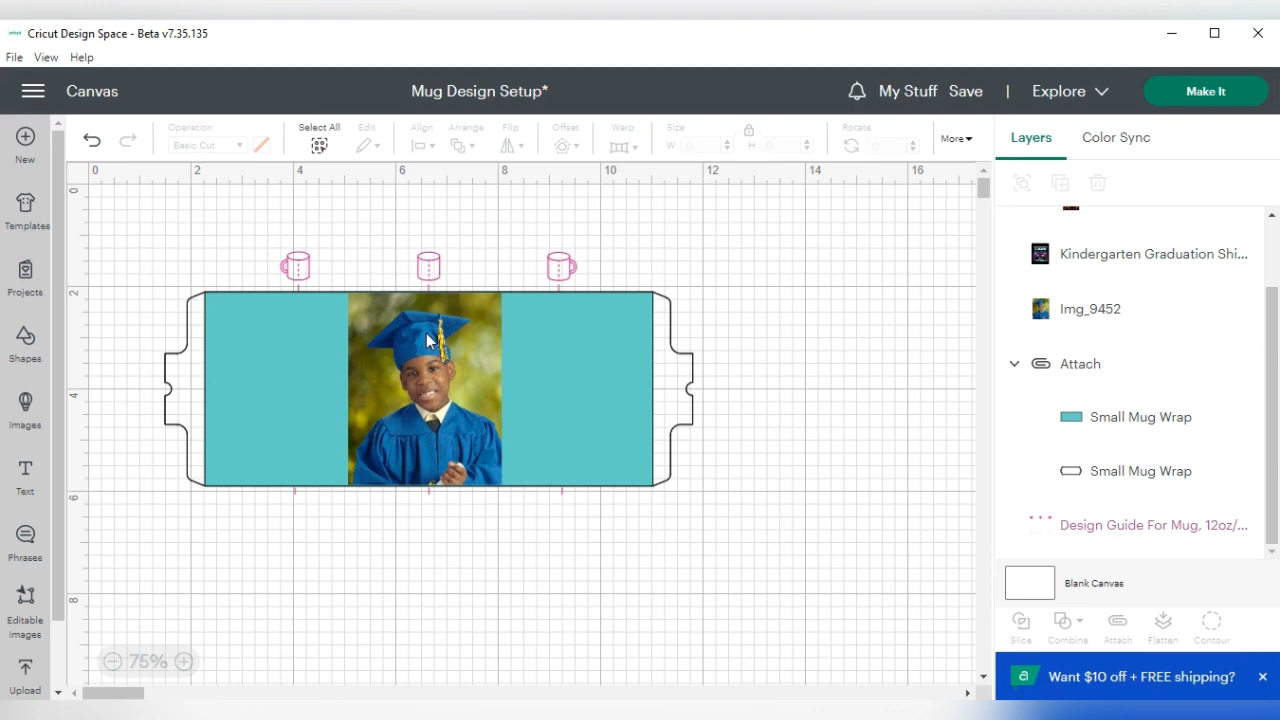 cricut Cricut Design Space - Beta v7.35.135
File View Help
Canvas Mug Design Setup* My Stuff Save | Explore Make It
Operation Select All Edit Align Arrange Flip Offset Warp Size Rotate
Basic Cut W 0 H 0 0 More
Layers Color Sync
New
Templates
Projects
Shapes
Images
Text
Phrases
Editable
Images
Upload
0 2 4 6 8 10 12 14 16
0
2
4
6
8
75%
Kindergarten Graduation Shi...
Img_9452
Attach
Small Mug Wrap
Small Mug Wrap
Design Guide For Mug, 12oz/...
Blank Canvas
Slice Combine Attach Flatten Contour
a Want $10 off + FREE shipping? ×